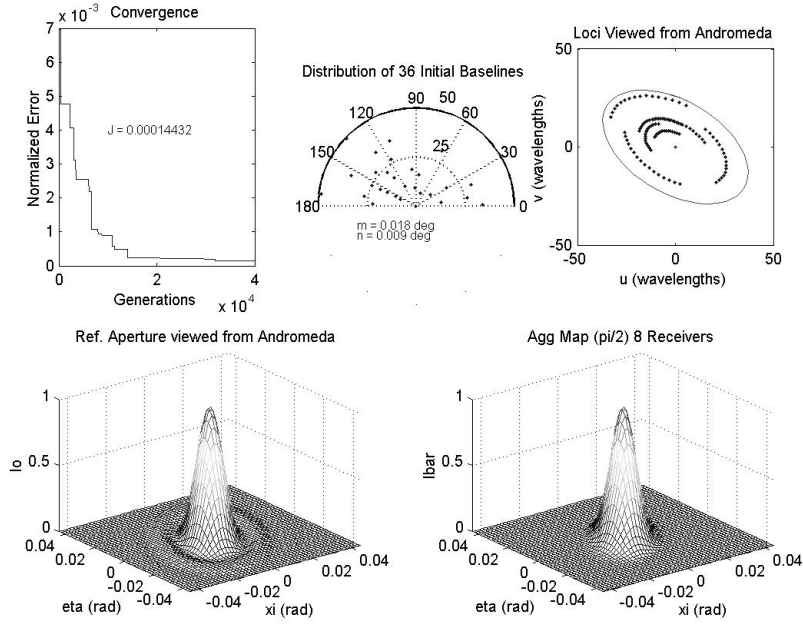 x 10⁻³ Convergence
7
6
5
4
3
2
1
0
Normalized Error
J = 0.00014432
0 2 4
Generations
x 10⁴
Distribution of 36 Initial Baselines
90 50
120 60
25
150 30
180 0
m = 0.018 deg
n = 0.009 deg
Loci Viewed from Andromeda
50
0
-50
v (wavelengths)
-50 0 50
u (wavelengths)
Ref. Aperture viewed from Andromeda
1
0.5
0
Io
0.04
0.02
0
-0.02
-0.04
eta (rad)
-0.04
-0.02
0
0.02
0.04
xi (rad)
Agg Map (pi/2) 8 Receivers
1
0.5
0
Ibar
0.04
0.02
0
-0.02
-0.04
eta (rad)
-0.04
-0.02
0
0.02
0.04
xi (rad)